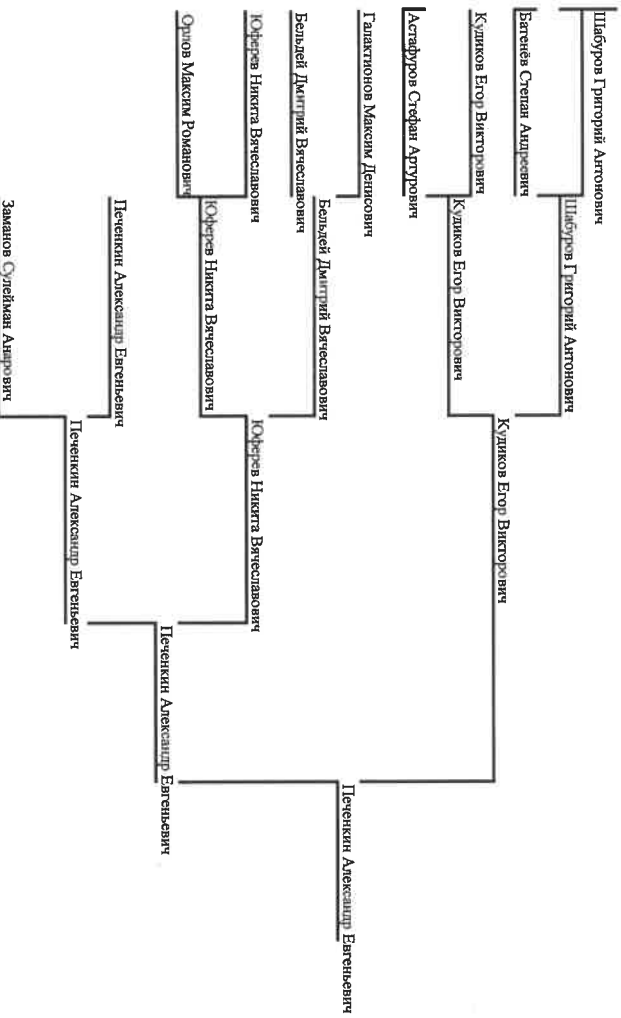 Шабуров Григорий Антонович
Батенёв Степан Андреевич
Кудиков Егор Викторович
Астафуров Стефан Артурович
Галактионов Максим Денисович
Бельдей Дмитрий Вячеславович
Юферев Никита Вячеславович
Орлов Максим Романович
Шабуров Григорий Антонович
Кудиков Егор Викторович
Бельдей Дмитрий Вячеславович
Юферев Никита Вячеславович
Печенкин Александр Евгеньевич
Заманов Сулейман Анарович
Кудиков Егор Викторович
Юферев Никита Вячеславович
Печенкин Александр Евгеньевич
Печенкин Александр Евгеньевич
Печенкин Александр Евгеньевич